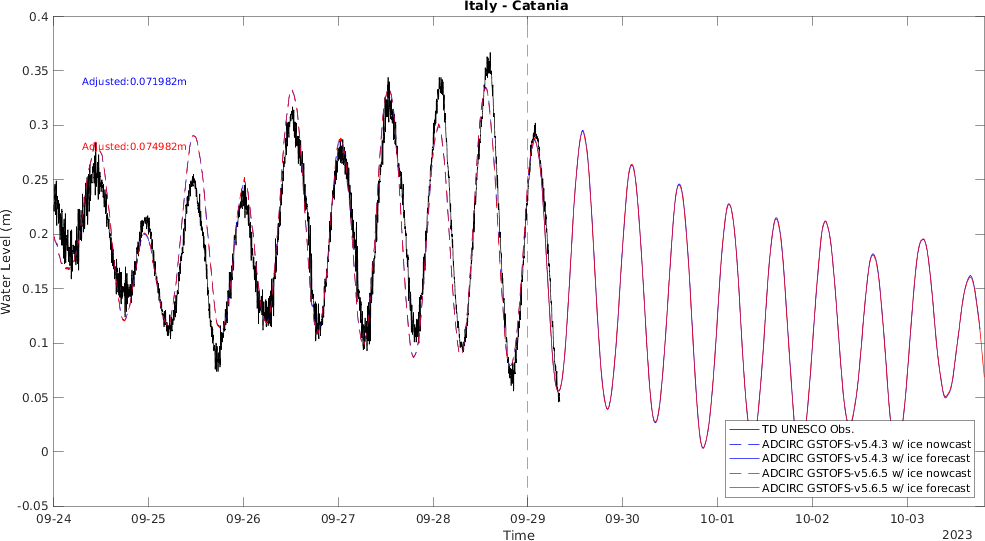 Italy - Catania
0.4
0.35
0.3
0.25
0.2
0.15
0.1
0.05
0
-0.05
Water Level (m)
Adjusted:0.071982m
Adjusted:0.074982m
TD UNESCO Obs.
ADCIRC GSTOFS-v5.4.3 w/ ice nowcast
ADCIRC GSTOFS-v5.4.3 w/ ice forecast
ADCIRC GSTOFS-v5.6.5 w/ ice nowcast
ADCIRC GSTOFS-v5.6.5 w/ ice forecast
09-24 09-25 09-26 09-27 09-28 09-29 09-30 10-01 10-02 10-03
Time
2023